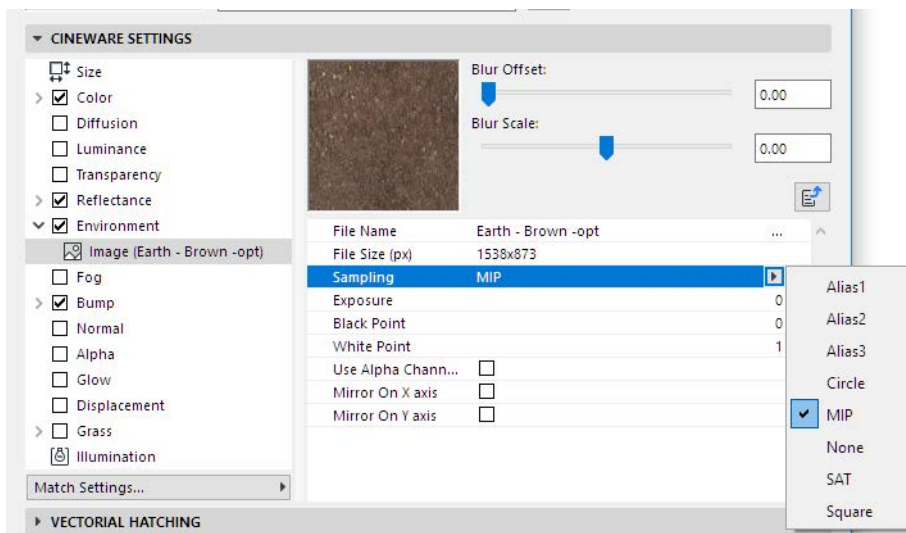 CINEWARE SETTINGS
Size
Color
Diffusion
Luminance
Transparency
Reflectance
Environment
Image (Earth - Brown -opt)
Fog
Bump
Normal
Alpha
Glow
Displacement
Grass
Illumination
Match Settings...
Blur Offset:
0.00
Blur Scale:
0.00
File Name Earth - Brown -opt ...
File Size (px) 1538x873
Sampling MIP
Exposure 0
Black Point 0
White Point 1
Use Alpha Chann...
Mirror On X axis
Mirror On Y axis
Alias1
Alias2
Alias3
Circle
MIP
None
SAT
Square
VECTORIAL HATCHING